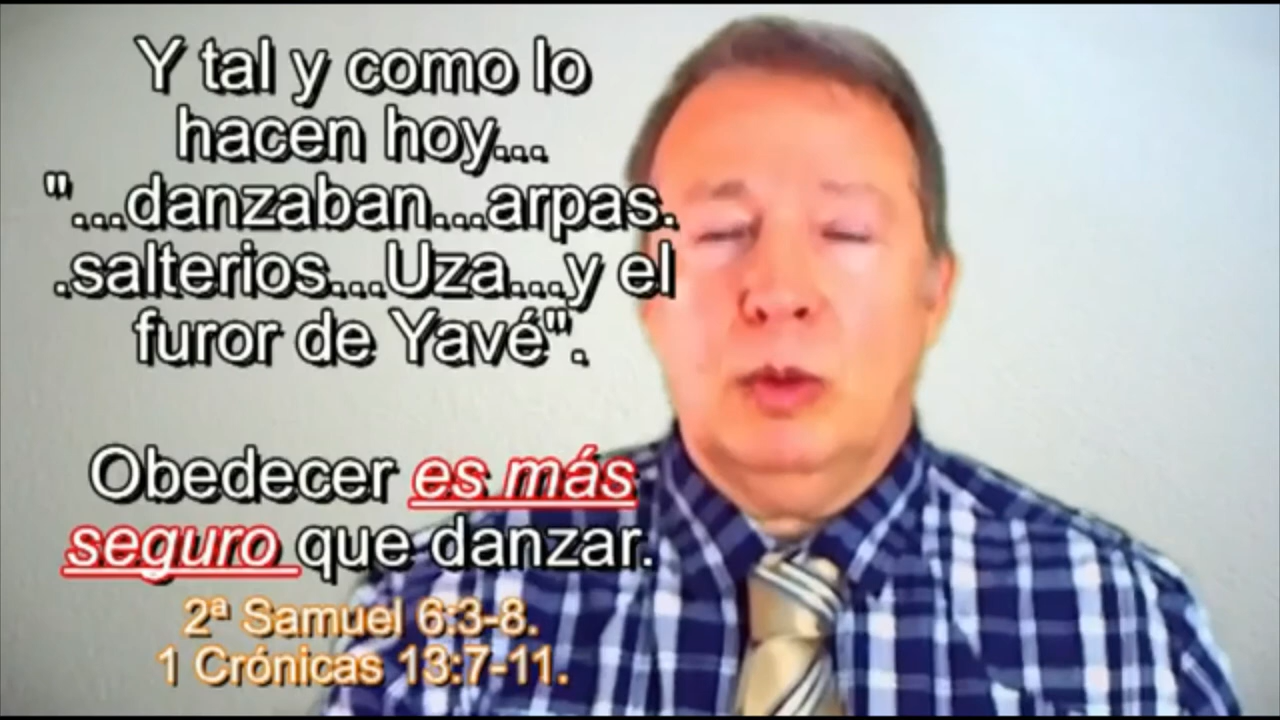 Y tal y como lo
hacen hoy...
"...danzaban...arpas.
.salterios...Uza...y el
furor de Yavé".
Obedecer es más
seguro que danzar.
2ª Samuel 6:3-8.
1 Crónicas 13:7-11.